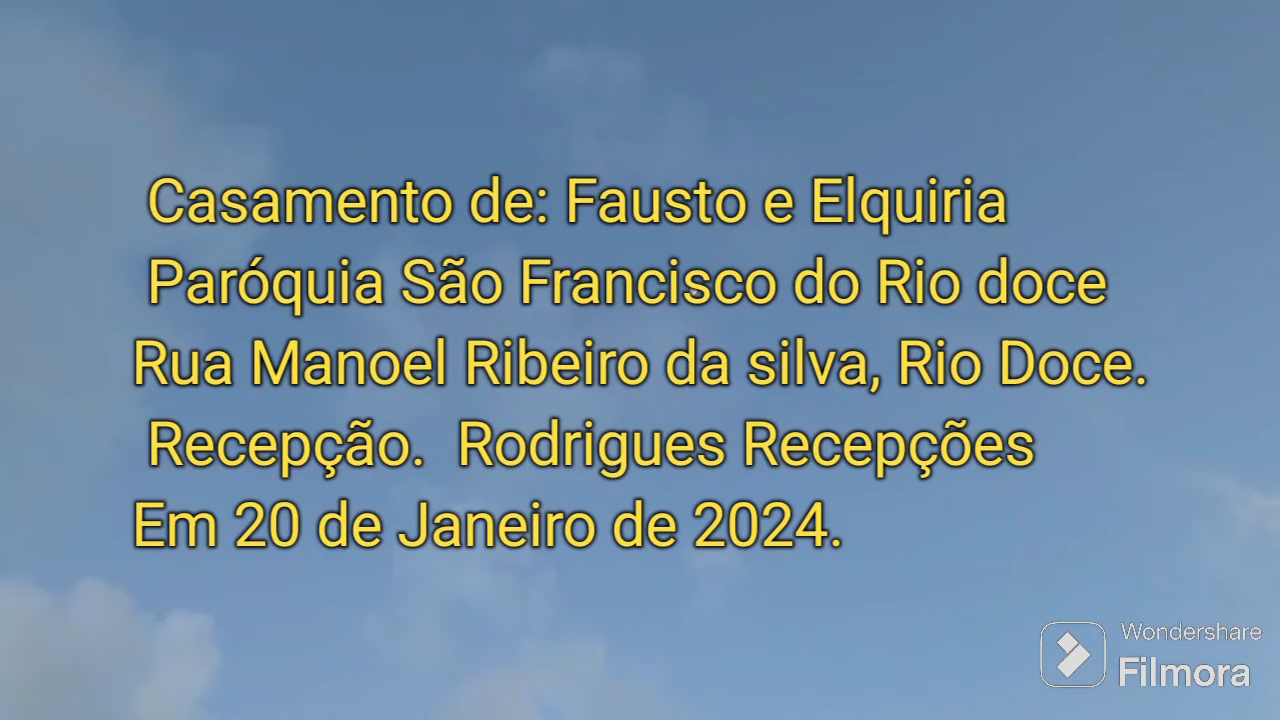 Casamento de: Fausto e Elquiria
Paróquia São Francisco do Rio doce
Rua Manoel Ribeiro da silva, Rio Doce.
Recepção.  Rodrigues Recepções
Em 20 de Janeiro de 2024.
Wondershare
Filmora